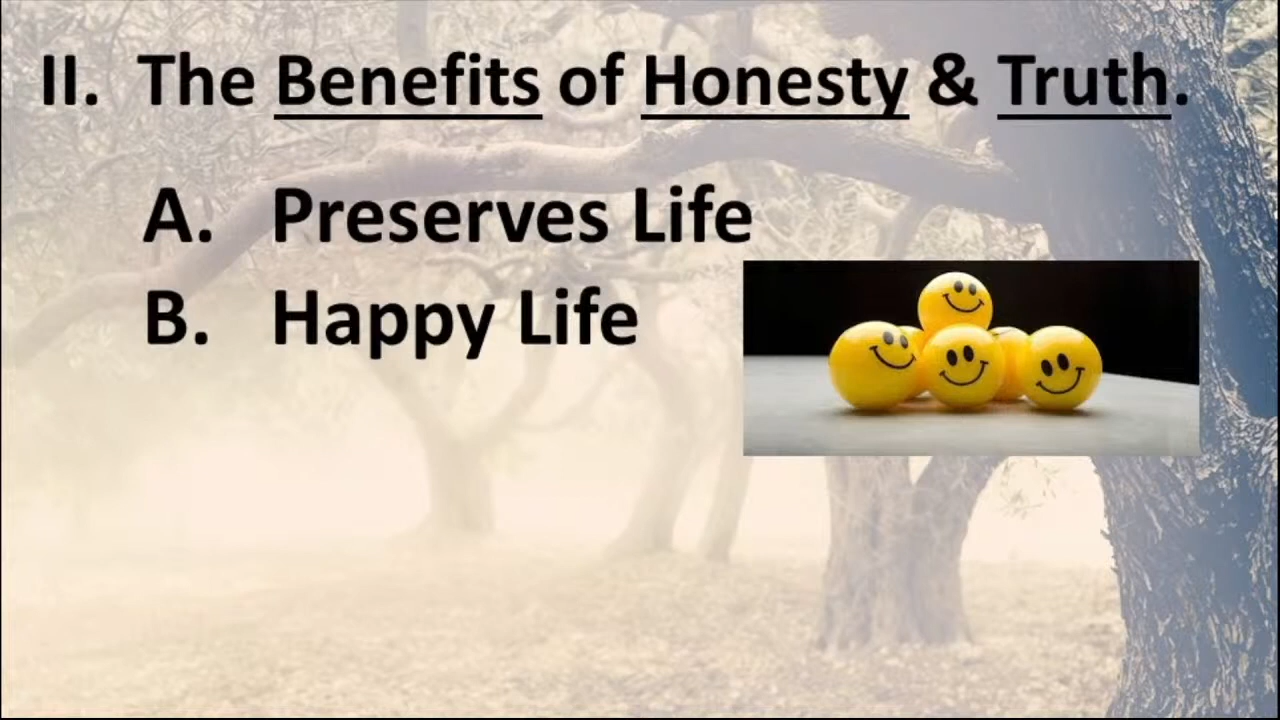 II. The Benefits of Honesty & Truth.
A. Preserves Life
B. Happy Life